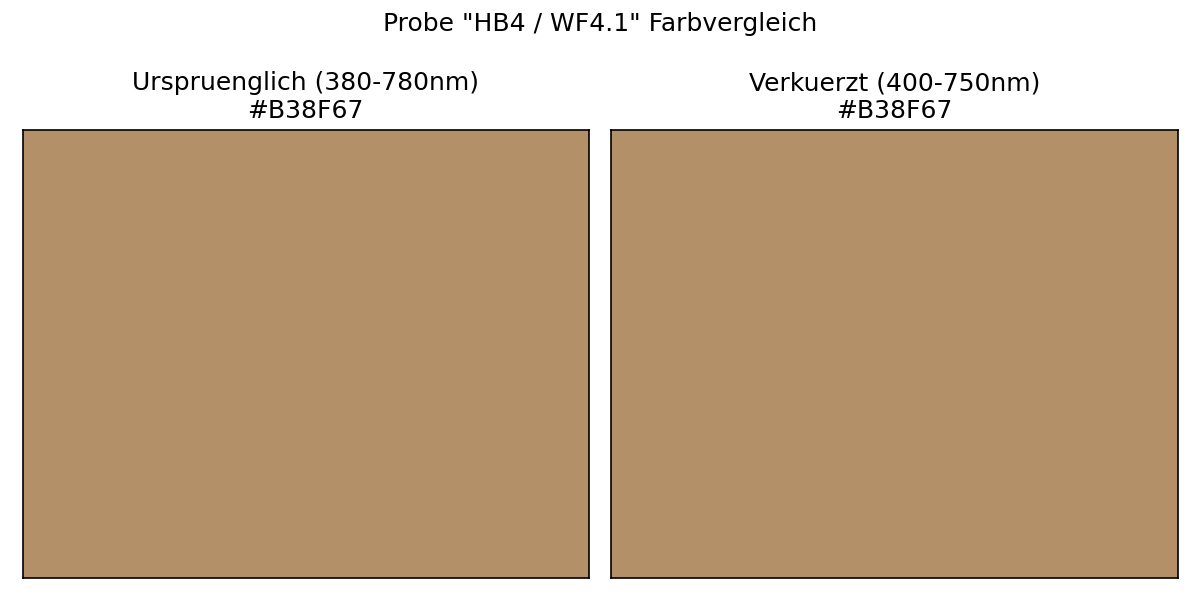 Probe "HB4 / WF4.1" Farbvergleich
Urspruenglich (380-780nm)
#B38F67
Verkuerzt (400-750nm)
#B38F67